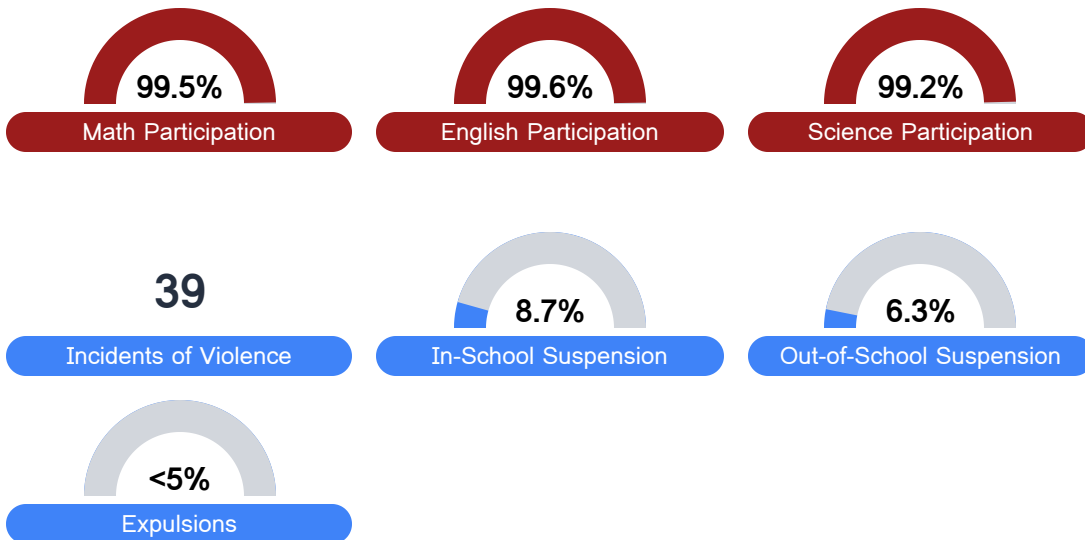 99.5%
Math Participation
99.6%
English Participation
99.2%
Science Participation
39
Incidents of Violence
8.7%
In-School Suspension
6.3%
Out-of-School Suspension
<5%
Expulsions